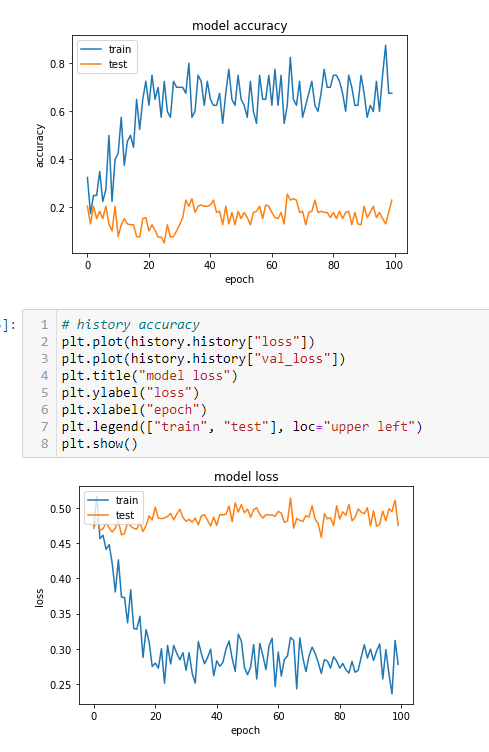 model accuracy
train
test
0.8
0.6
0.4
0.2
accuracy
0 20 40 60 80 100
epoch
]:
1 # history accuracy
2 plt.plot(history.history["loss"])
3 plt.plot(history.history["val_loss"])
4 plt.title("model loss")
5 plt.ylabel("loss")
6 plt.xlabel("epoch")
7 plt.legend(["train", "test"], loc="upper left")
8 plt.show()
model loss
train
test
0.50
0.45
0.40
0.35
0.30
0.25
loss
0 20 40 60 80 100
epoch